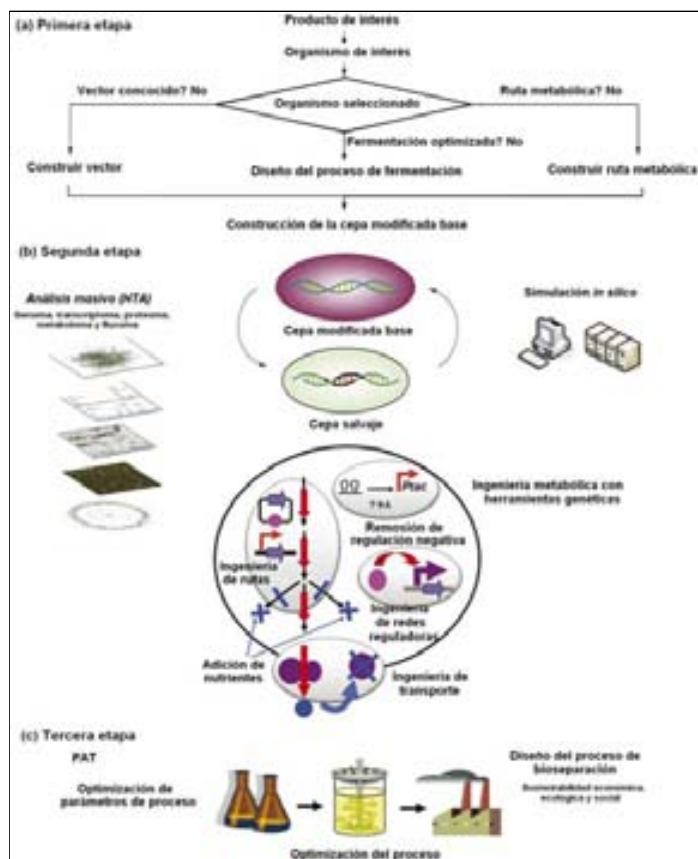 (a) Primera etapa
Producto de interés
Organismo de interés
Vector concocido? No
Organismo seleccionado
Ruta metabólica? No
Fermentación optimizada? No
Construir vector
Diseño del proceso de fermentación
Construir ruta metabólica
Construcción de la cepa modificada base
(b) Segunda etapa
Análisis masivo (HTA)
Genoma, transcriptoma, proteoma,
metaboloma y fluxoma
Cepa modificada base
Simulación in silico
Cepa salvaje
Ingeniería metabólica con
herramientas genéticas
Ptac
Remosión de
regulación negativa
Ingeniería
de rutas
Ingeniería
de redes
reguladoras
Adición de
nutrientes
Ingeniería de
transporte
(c) Tercera etapa
PAT
Optimización de
parámetros de proceso
Diseño del proceso de
bioseparación
Sustentabilidad económica,
ecológica y social
Optimización del proceso